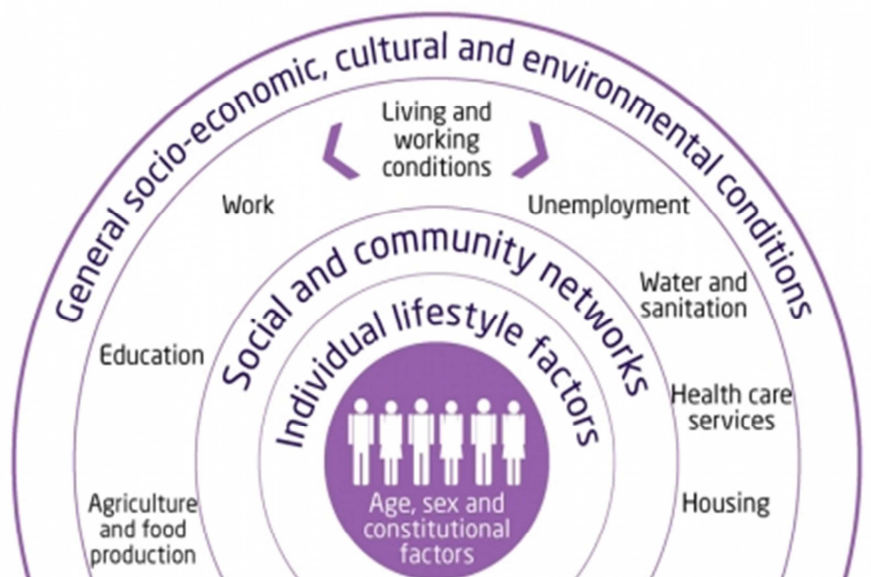 General socio-economic, cultural and environmental conditions
Living and
working
conditions
Work
Unemployment
Social and community networks
Water and
sanitation
Individual lifestyle factors
Education
Health care
services
Agriculture
and food
production
Housing
Age, sex and
constitutional
factors